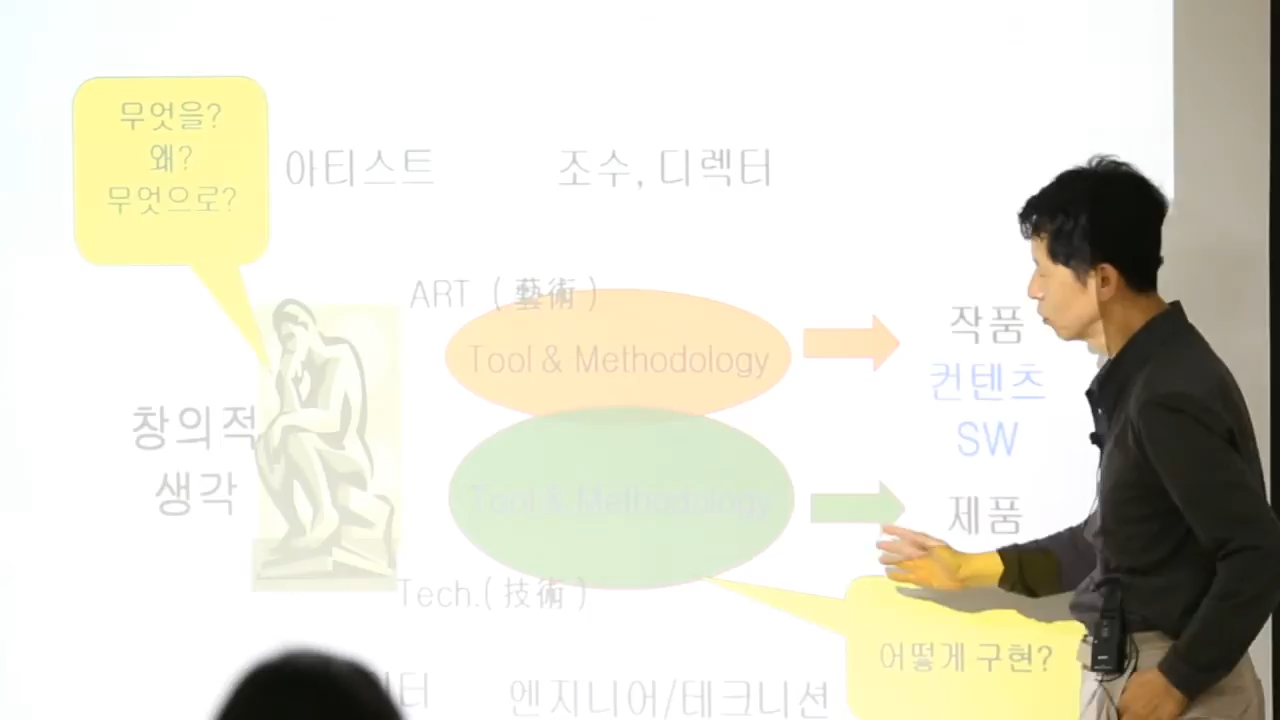 무엇을?
왜?
무엇으로?
아티스트
조수, 디렉터
ART ( 藝術 )
Tool & Methodology
작품
컨텐츠
SW
창의적
생각
Tool & Methodology
제품
Tech.( 技術 )
어떻게 구현?
엔지니어/테크니션